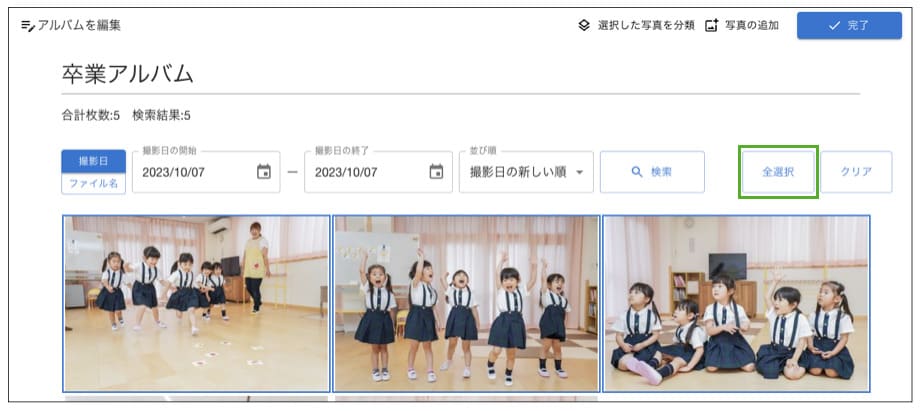 アルバムを編集
選択した写真を分類 写真の追加 完了
卒業アルバム
合計枚数:5 検索結果:5
撮影日
ファイル名
撮影日の開始
2023/10/07
—
撮影日の終了
2023/10/07
並び順
撮影日の新しい順
検索
全選択
クリア